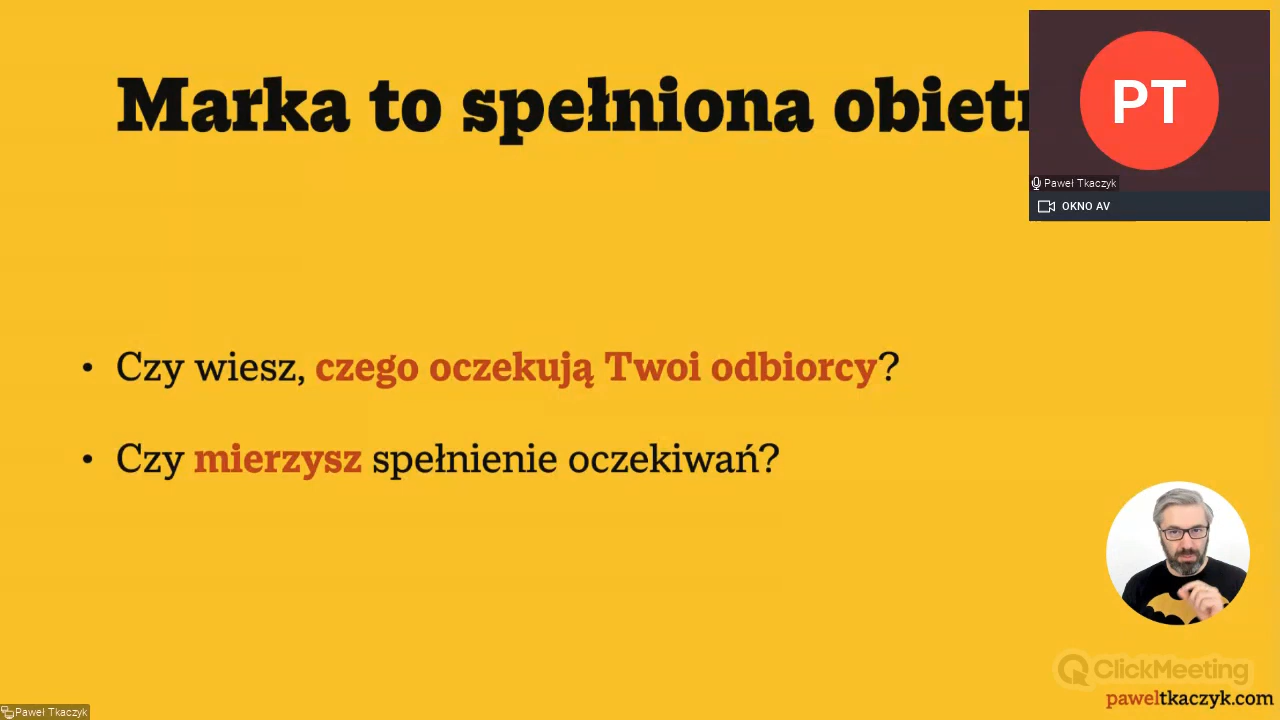 Marka to spełniona
PT
Paweł Tkaczyk
OKNO AV
• Czy wiesz, czego oczekują Twoi odbiorcy?
• Czy mierzysz spełnienie oczekiwań?
ClickMeeting
paweltkaczyk.com
Paweł Tkaczyk